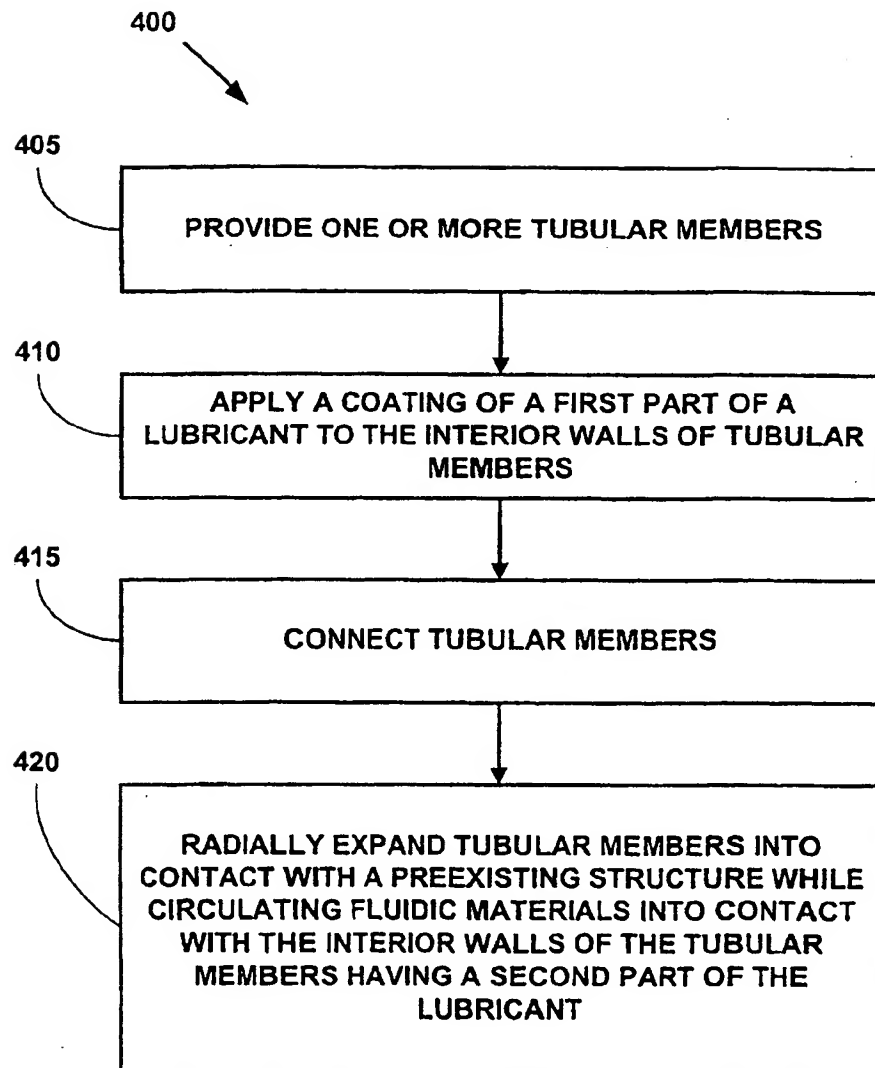 400
405
PROVIDE ONE OR MORE TUBULAR MEMBERS
410
APPLY A COATING OF A FIRST PART OF A
LUBRICANT TO THE INTERIOR WALLS OF TUBULAR
MEMBERS
415
CONNECT TUBULAR MEMBERS
420
RADIALLY EXPAND TUBULAR MEMBERS INTO
CONTACT WITH A PREEXISTING STRUCTURE WHILE
CIRCULATING FLUIDIC MATERIALS INTO CONTACT
WITH THE INTERIOR WALLS OF THE TUBULAR
MEMBERS HAVING A SECOND PART OF THE
LUBRICANT